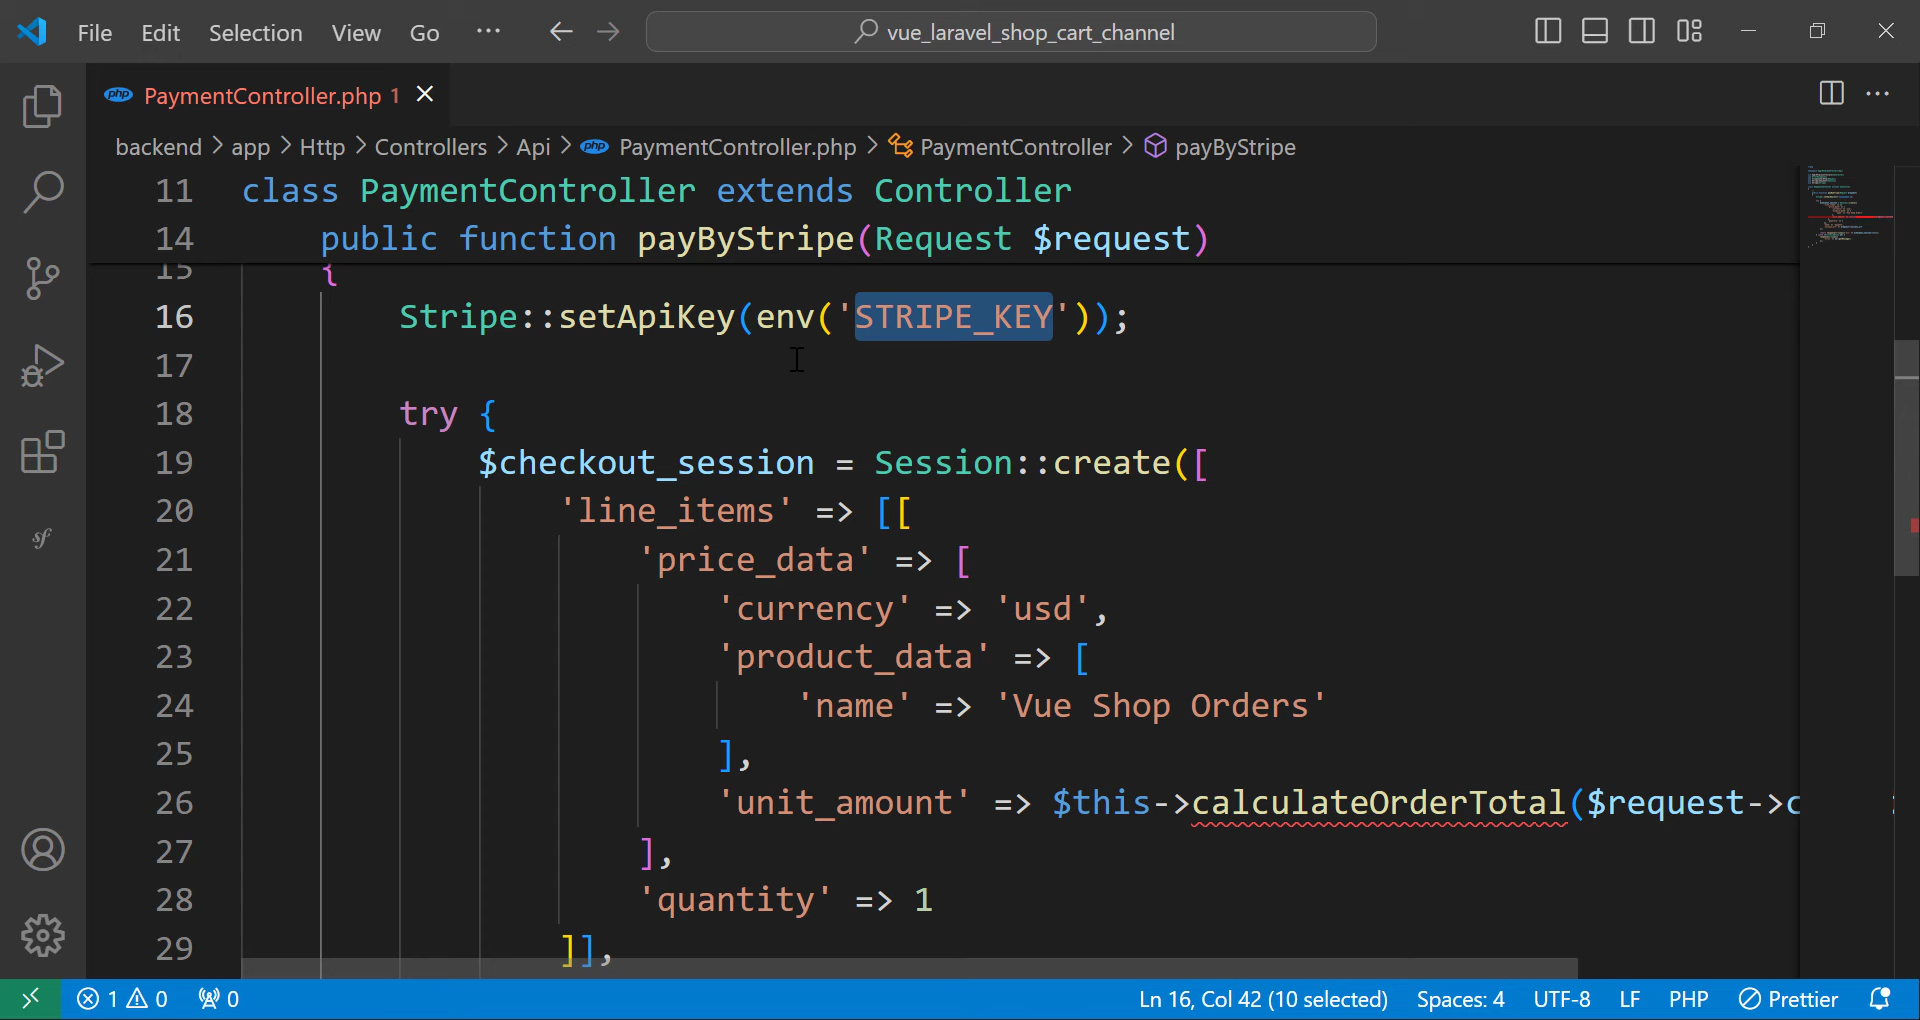 File Edit Selection View Go ··· vue_laravel_shop_cart_channel
php PaymentController.php 1
backend > app > Http > Controllers > Api > php PaymentController.php > PaymentController > payByStripe
11 class PaymentController extends Controller
14 public function payByStripe(Request $request)
15 {
16 Stripe::setApiKey(env('STRIPE_KEY'));
17
18 try {
19 $checkout_session = Session::create([
20 'line_items' => [[
21 'price_data' => [
22 'currency' => 'usd',
23 'product_data' => [
24 'name' => 'Vue Shop Orders'
25 ],
26 'unit_amount' => $this->calculateOrderTotal($request->c
27 ],
28 'quantity' => 1
29 ]],
1 0 0 Ln 16, Col 42 (10 selected) Spaces: 4 UTF-8 LF PHP Prettier